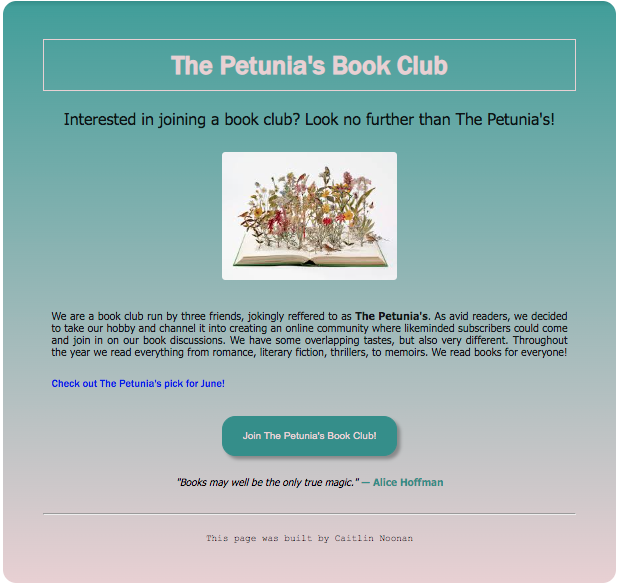 The Petunia's Book Club
Interested in joining a book club? Look no further than The Petunia's!
We are a book club run by three friends, jokingly reffered to as The Petunia's. As avid readers, we decided
to take our hobby and channel it into creating an online community where likeminded subscribers could come
and join in on our book discussions. We have some overlapping tastes, but also very different. Throughout
the year we read everything from romance, literary fiction, thrillers, to memoirs. We read books for everyone!
Check out The Petunia's pick for June!
Join The Petunia's Book Club!
"Books may well be the only true magic." — Alice Hoffman
This page was built by Caitlin Noonan